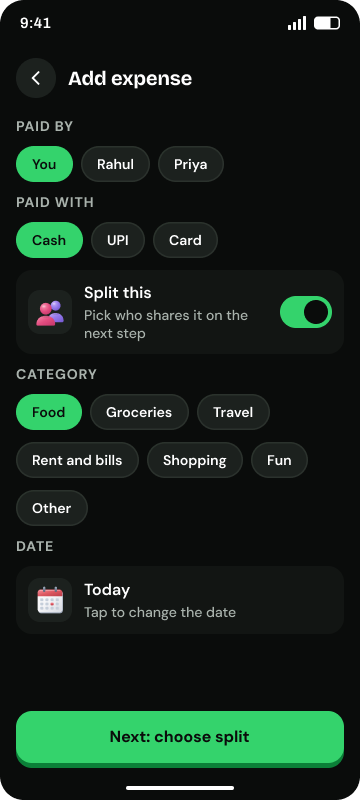 9:41
Add expense
PAID BY
You Rahul Priya
PAID WITH
Cash UPI Card
Split this
Pick who shares it on the
next step
CATEGORY
Food Groceries Travel
Rent and bills Shopping Fun
Other
DATE
Today
Tap to change the date
Next: choose split